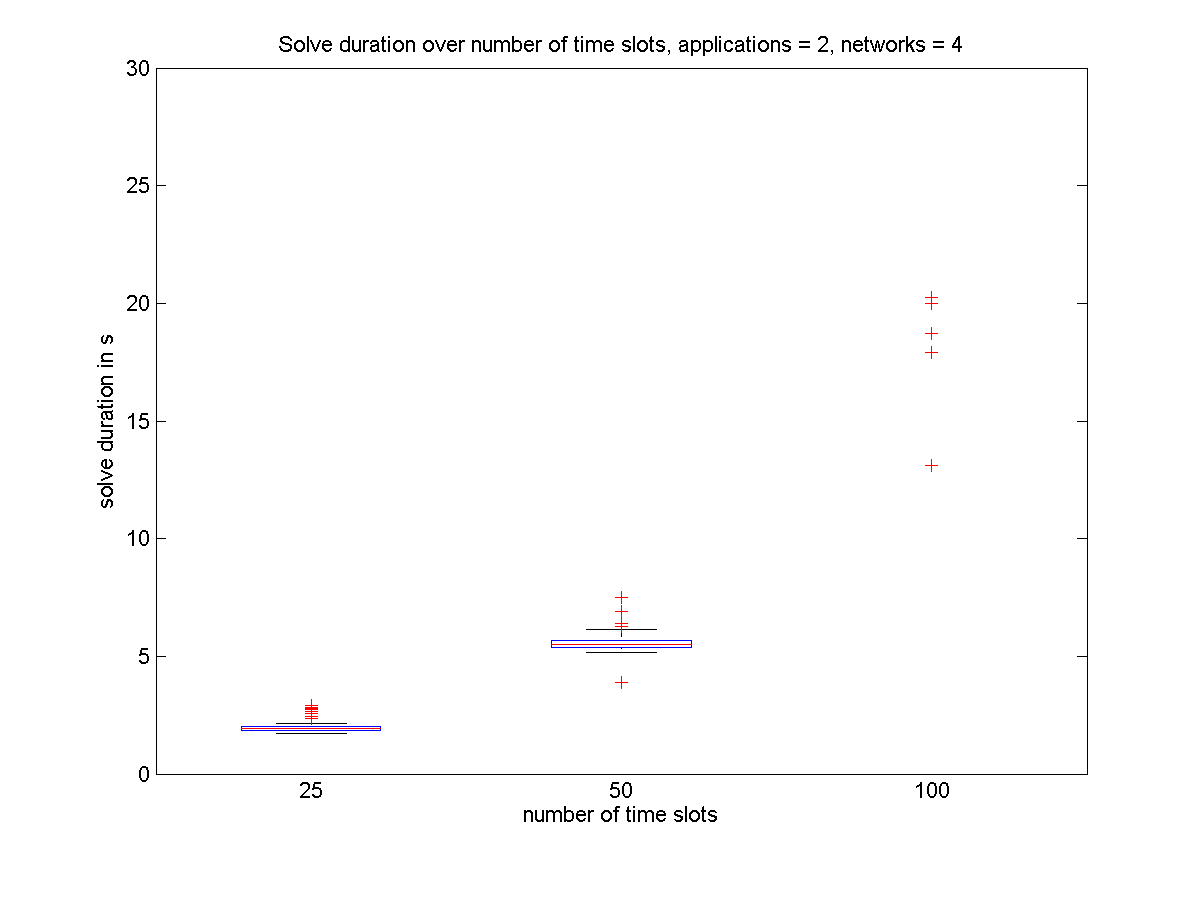 Solve duration over number of time slots, applications = 2, networks = 4
30
25
20
15
10
5
0
solve duration in s
25 50 100
number of time slots